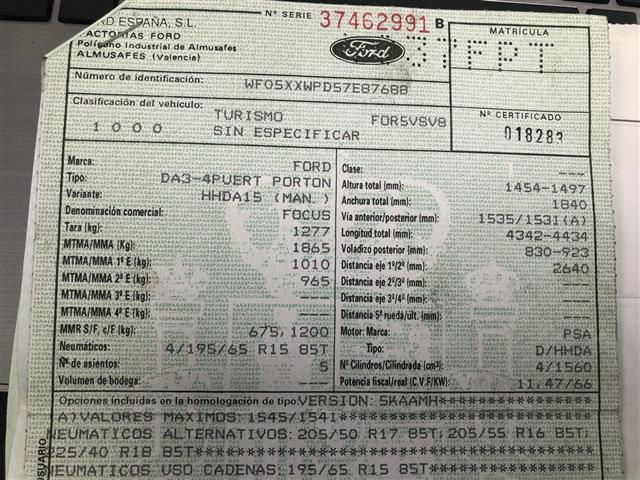 RD ESPAÑA, S.L.
ACTORIAS FORD
Polígano Industrial de Almusafes
ALMUSAFES (Valencia)
Nº SERIE 37462991 B
Ford
MATRICULA
37FPT
Número de identificación: WF05XXWPD57E87688
Clasificación del vehículo: TURISMO FOR5VSV8
1000 SIN ESPECIFICAR
Nº CERTIFICADO
018283
Marca: FORD
Tipo: DA3-4PUERT PORTON
Variante: HHDA15 (MAN.)
Denominación comercial: FOCUS
Tara (kg): 1277
MTMA/MMA (Kg): 1865
MTMA/MMA 1º E (kg): 1010
MTMA/MMA 2º E (kg): 965
MTMA/MMA 3º E (kg): ---
MTMA/MMA 4º E (kg): ---
MMR S/F, c/F (kg): 675, 1200
Neumáticos: 4/195/65 R15 85T
Nº de asientos: 5
Volumen de bodega: ---
Clase: ---
Altura total (mm): 1454-1497
Anchura total (mm): 1840
Vía anterior/posterior (mm): 1535/1531(A)
Longitud total (mm): 4342-4434
Voladizo posterior (mm): 830-923
Distancia eje 1º/2º (mm): 2640
Distancia eje 2º/3º (mm): ---
Distancia eje 3º/4º (mm): ---
Distancia 5ª rueda/últ. (mm): ---
Motor: Marca: PSA
Tipo: D/HHDA
Nº Cilindros/Cilindrada (cm³): 4/1560
Potencia fiscal/real (C.V.F/KW): 11,47/66
Opciones incluidas en la homologación de tipo: VERSION: 5KAAMH***********
A)VALORES MAXIMOS: 1545/1541***********************
NEUMATICOS ALTERNATIVOS: 205/50 R17 85T; 205/55 R16 85T;
225/40 R18 85T*************************************
NEUMATICOS USO CADENAS: 195/65 R15 85T*************
USUARIO